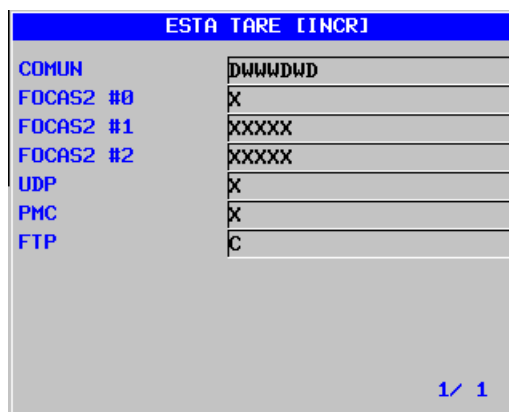 ESTA TARE [INCR]
COMUN DWWWDWD
FOCAS2 #0 X
FOCAS2 #1 XXXXX
FOCAS2 #2 XXXXX
UDP X
PMC X
FTP C
1/ 1